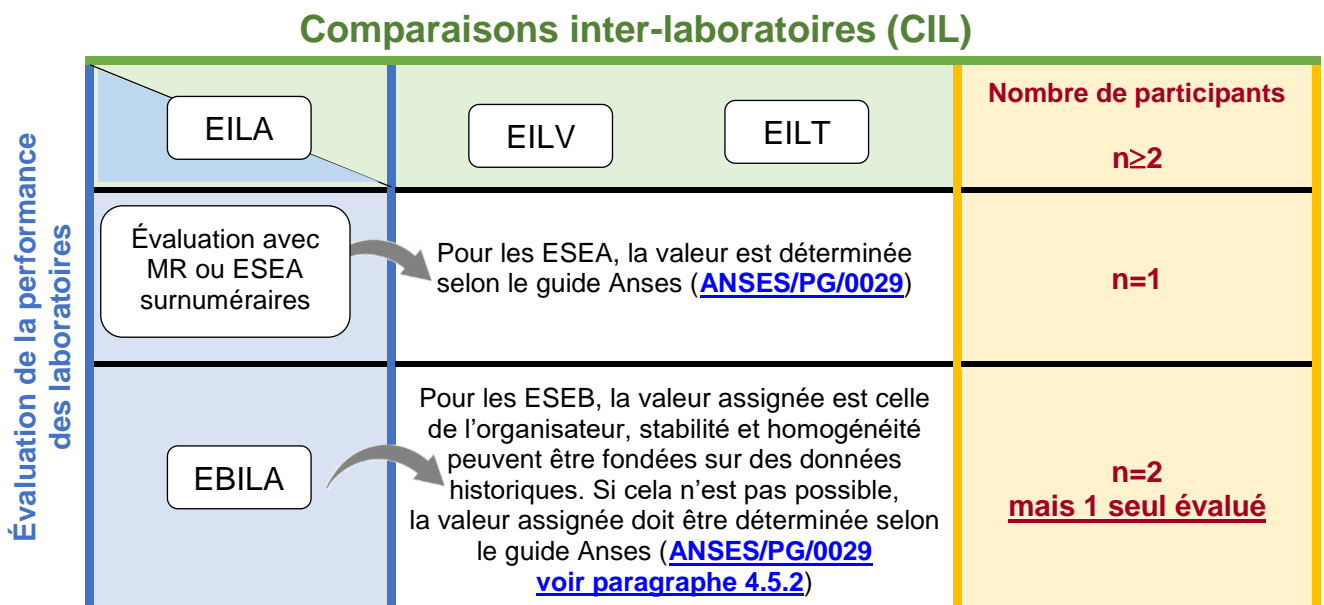 Comparaisons inter-laboratoires (CIL)
Évaluation de la performance
des laboratoires
EILA
EILV
EILT
Nombre de participants
n≥2
Évaluation avec
MR ou ESEA
surnuméraires
Pour les ESEA, la valeur est déterminée
selon le guide Anses (ANSES/PG/0029)
n=1
EBILA
Pour les ESEB, la valeur assignée est celle
de l’organisateur, stabilité et homogénéité
peuvent être fondées sur des données
historiques. Si cela n’est pas possible,
la valeur assignée doit être déterminée selon
le guide Anses (ANSES/PG/0029
voir paragraphe 4.5.2)
n=2
mais 1 seul évalué